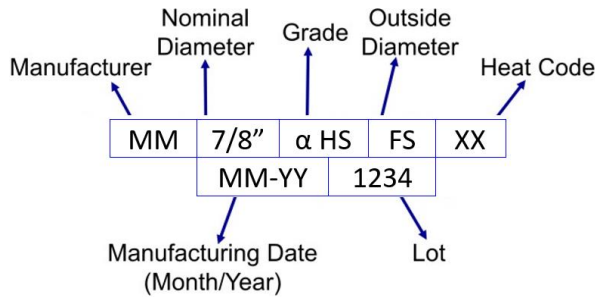 Nominal
Diameter
Grade
Outside
Diameter
Manufacturer
Heat Code
MM 7/8” α HS FS XX
MM-YY 1234
Manufacturing Date
(Month/Year)
Lot